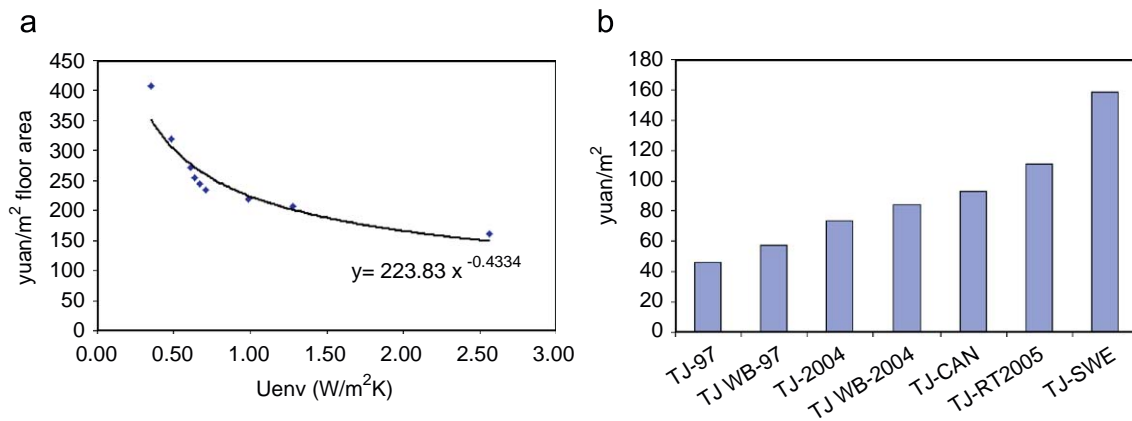 a
450
400
350
300
250
200
150
100
50
0
yuan/m² floor area
0.00 0.50 1.00 1.50 2.00 2.50 3.00
Uenv (W/m²K)
y= 223.83 x -0.4334
b
180
160
140
120
100
80
60
40
20
0
yuan/m²
TJ-97
TJ WB-97
TJ-2004
TJ WB-2004
TJ-CAN
TJ-RT2005
TJ-SWE